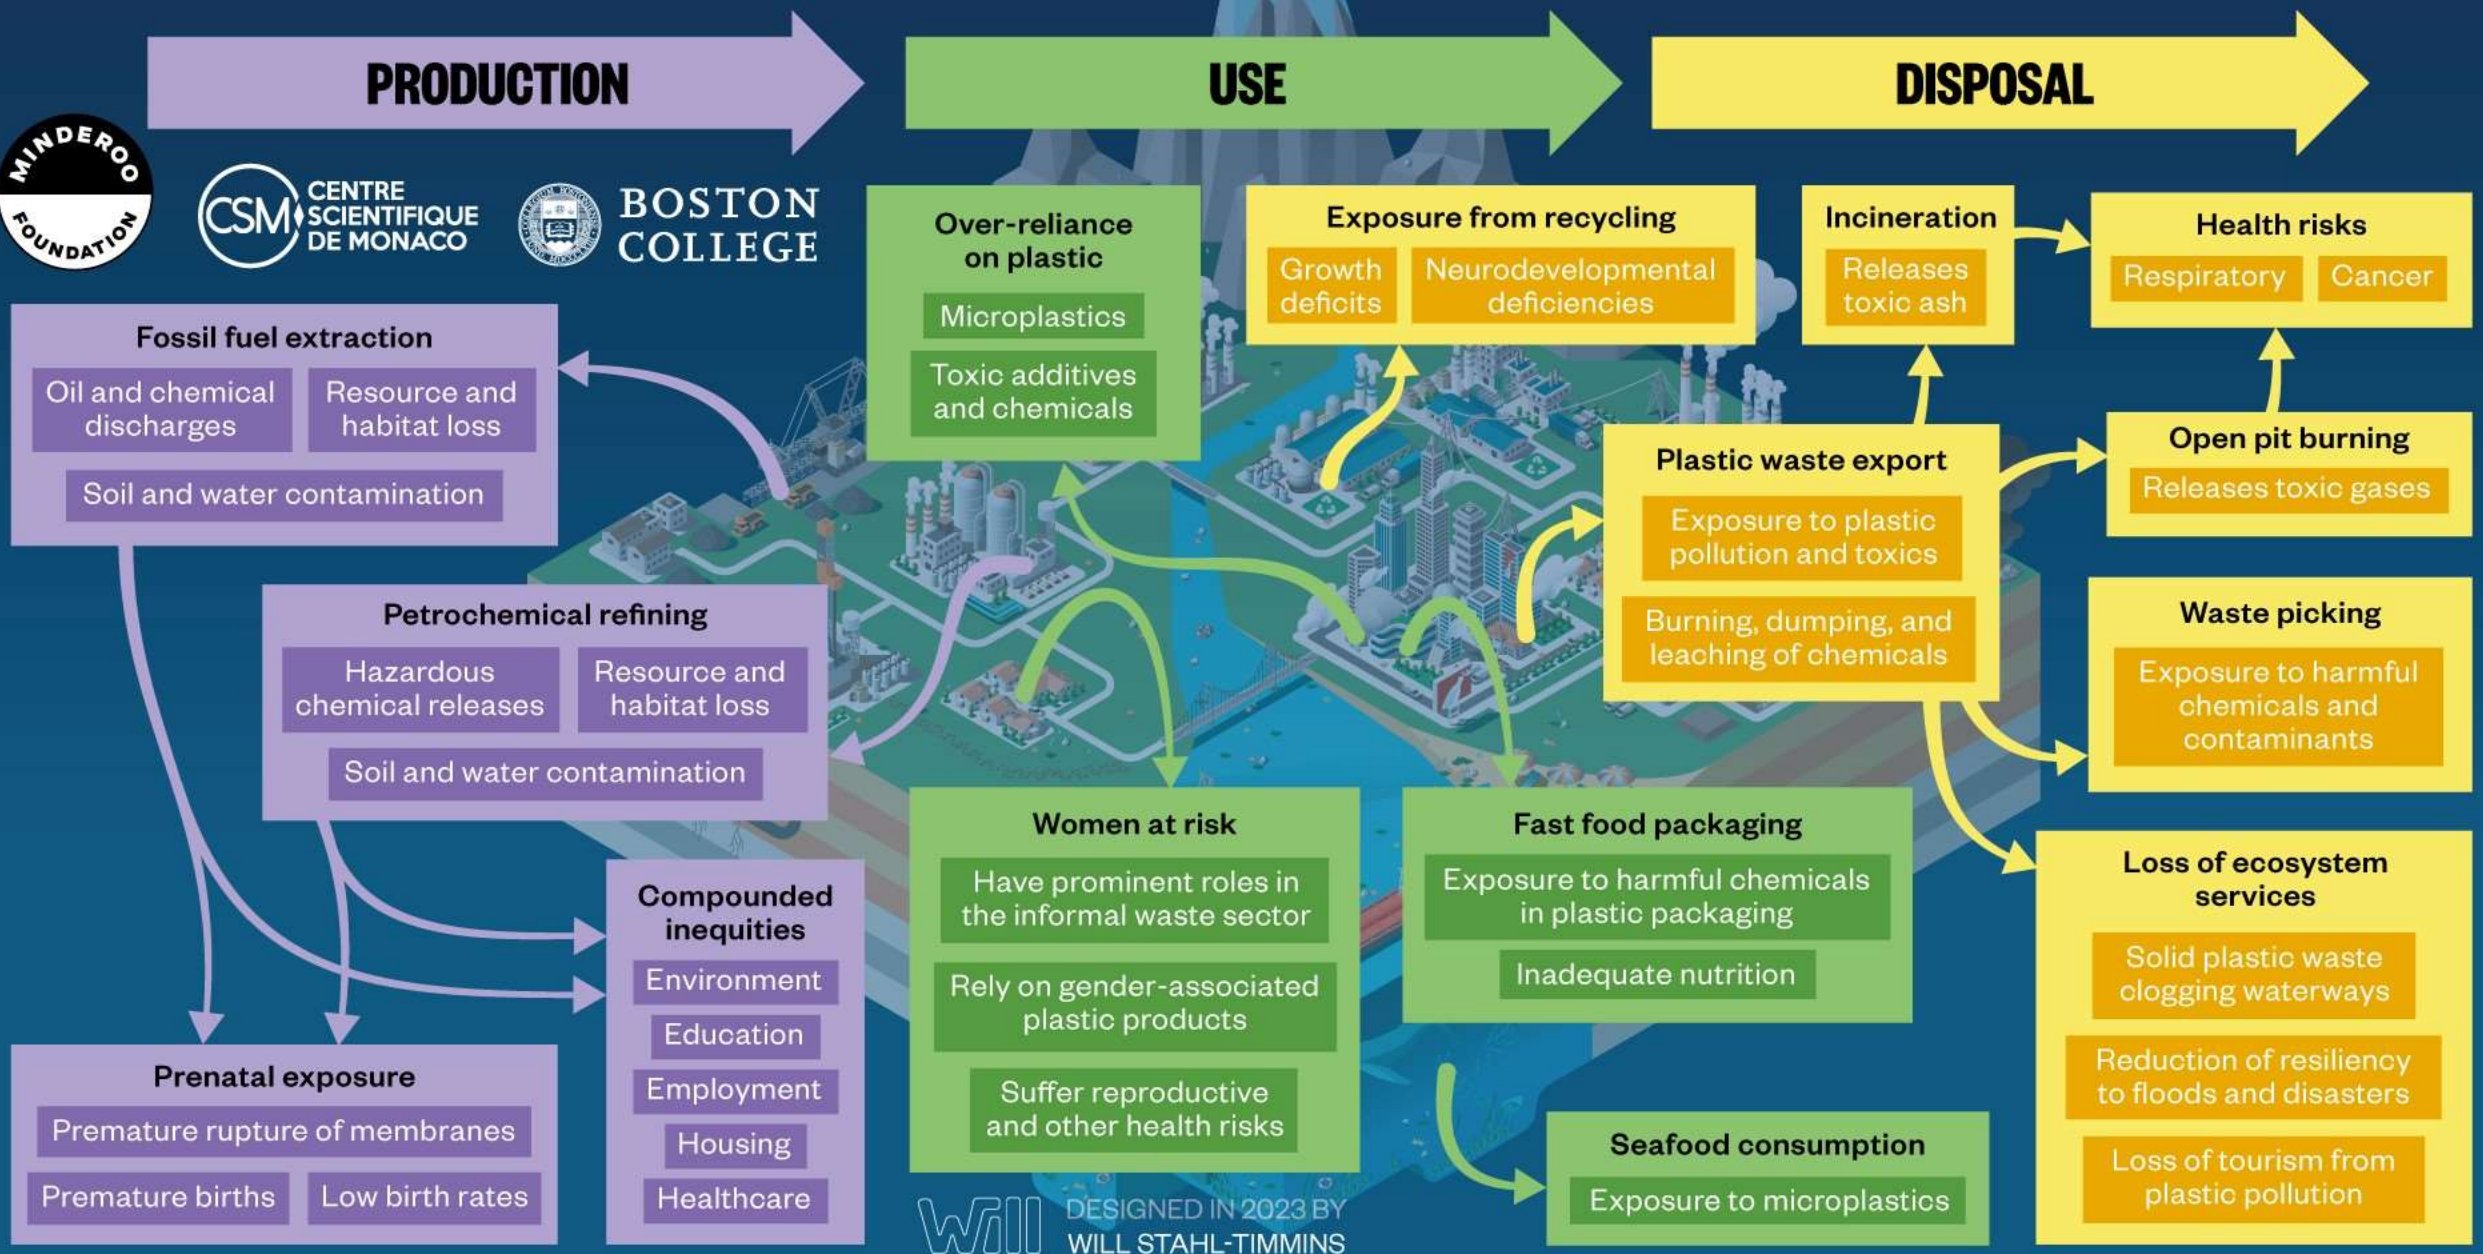 PRODUCTION
USE
DISPOSAL
MINDEROO
FOUNDATION
CSM
CENTRE
SCIENTIFIQUE
DE MONACO
BOSTON
COLLEGE
Fossil fuel extraction
Oil and chemical
discharges
Resource and
habitat loss
Soil and water contamination
Petrochemical refining
Hazardous
chemical releases
Resource and
habitat loss
Soil and water contamination
Compounded
inequities
Environment
Education
Employment
Housing
Healthcare
Prenatal exposure
Premature rupture of membranes
Premature births
Low birth rates
Over-reliance
on plastic
Microplastics
Toxic additives
and chemicals
Women at risk
Have prominent roles in
the informal waste sector
Rely on gender-associated
plastic products
Suffer reproductive
and other health risks
Fast food packaging
Exposure to harmful chemicals
in plastic packaging
Inadequate nutrition
Seafood consumption
Exposure to microplastics
Exposure from recycling
Growth
deficits
Neurodevelopmental
deficiencies
Incineration
Releases
toxic ash
Health risks
Respiratory
Cancer
Plastic waste export
Exposure to plastic
pollution and toxics
Burning, dumping, and
leaching of chemicals
Open pit burning
Releases toxic gases
Waste picking
Exposure to harmful
chemicals and
contaminants
Loss of ecosystem
services
Solid plastic waste
clogging waterways
Reduction of resiliency
to floods and disasters
Loss of tourism from
plastic pollution
Will
DESIGNED IN 2023 BY
WILL STAHL-TIMMINS